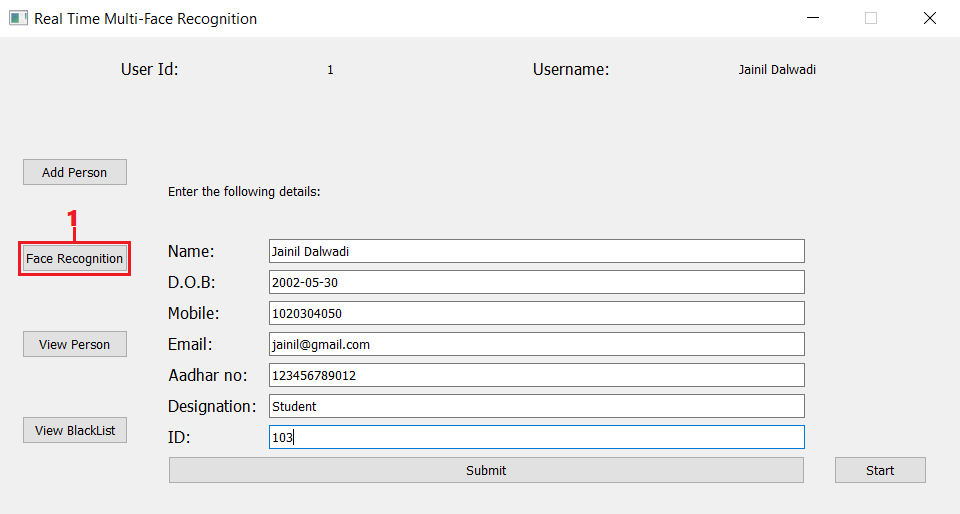 Real Time Multi-Face Recognition
User Id: 1 Username: Jainil Dalwadi
Add Person
Enter the following details:
1
Face Recognition
Name: Jainil Dalwadi
D.O.B: 2002-05-30
Mobile: 1020304050
View Person
Email: jainil@gmail.com
Aadhar no: 123456789012
Designation: Student
View BlackList
ID: 103
Submit
Start